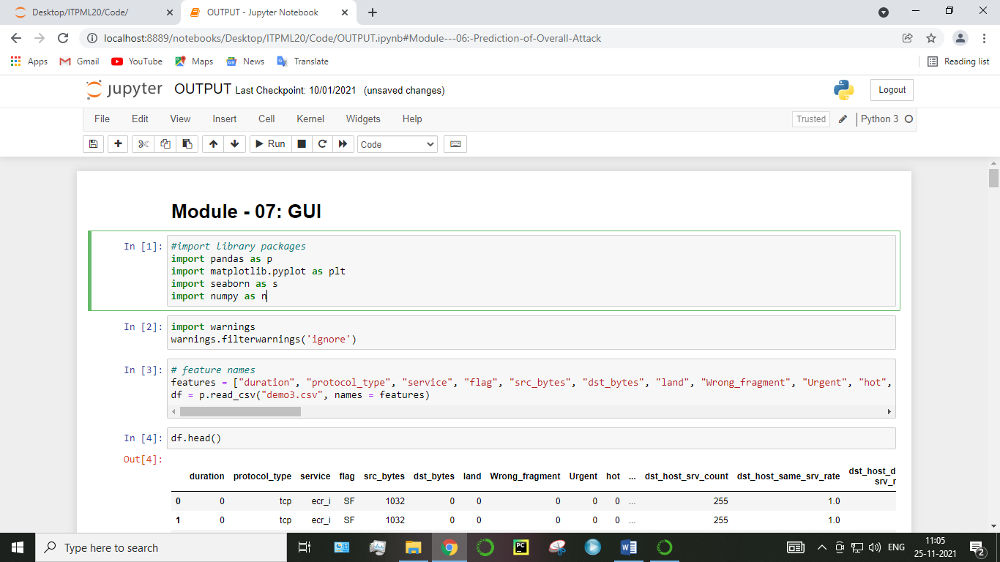 Desktop/ITPML20/Code/
OUTPUT - Jupyter Notebook
localhost:8889/notebooks/Desktop/ITPML20/Code/OUTPUT.ipynb#Module---06:-Prediction-of-Overall-Attack
Apps Gmail YouTube Maps News Translate Reading list
jupyter OUTPUT Last Checkpoint: 10/01/2021 (unsaved changes) Logout
File Edit View Insert Cell Kernel Widgets Help Trusted Python 3
Run Code
Module - 07: GUI
In [1]: #import library packages
import pandas as p
import matplotlib.pyplot as plt
import seaborn as s
import numpy as n
In [2]: import warnings
warnings.filterwarnings('ignore')
In [3]: # feature names
features = ["duration", "protocol_type", "service", "flag", "src_bytes", "dst_bytes", "land", "Wrong_fragment", "Urgent", "hot",
df = p.read_csv("demo3.csv", names = features)
In [4]: df.head()
Out[4]:
duration protocol_type service flag src_bytes dst_bytes land Wrong_fragment Urgent hot ... dst_host_srv_count dst_host_same_srv_rate dst_host_d
srv_r
0 0 tcp ecr_i SF 1032 0 0 0 0 0 ... 255 1.0
1 0 tcp ecr_i SF 1032 0 0 0 0 0 ... 255 1.0
Type here to search
PC
W
ENG
11:05
25-11-2021
2